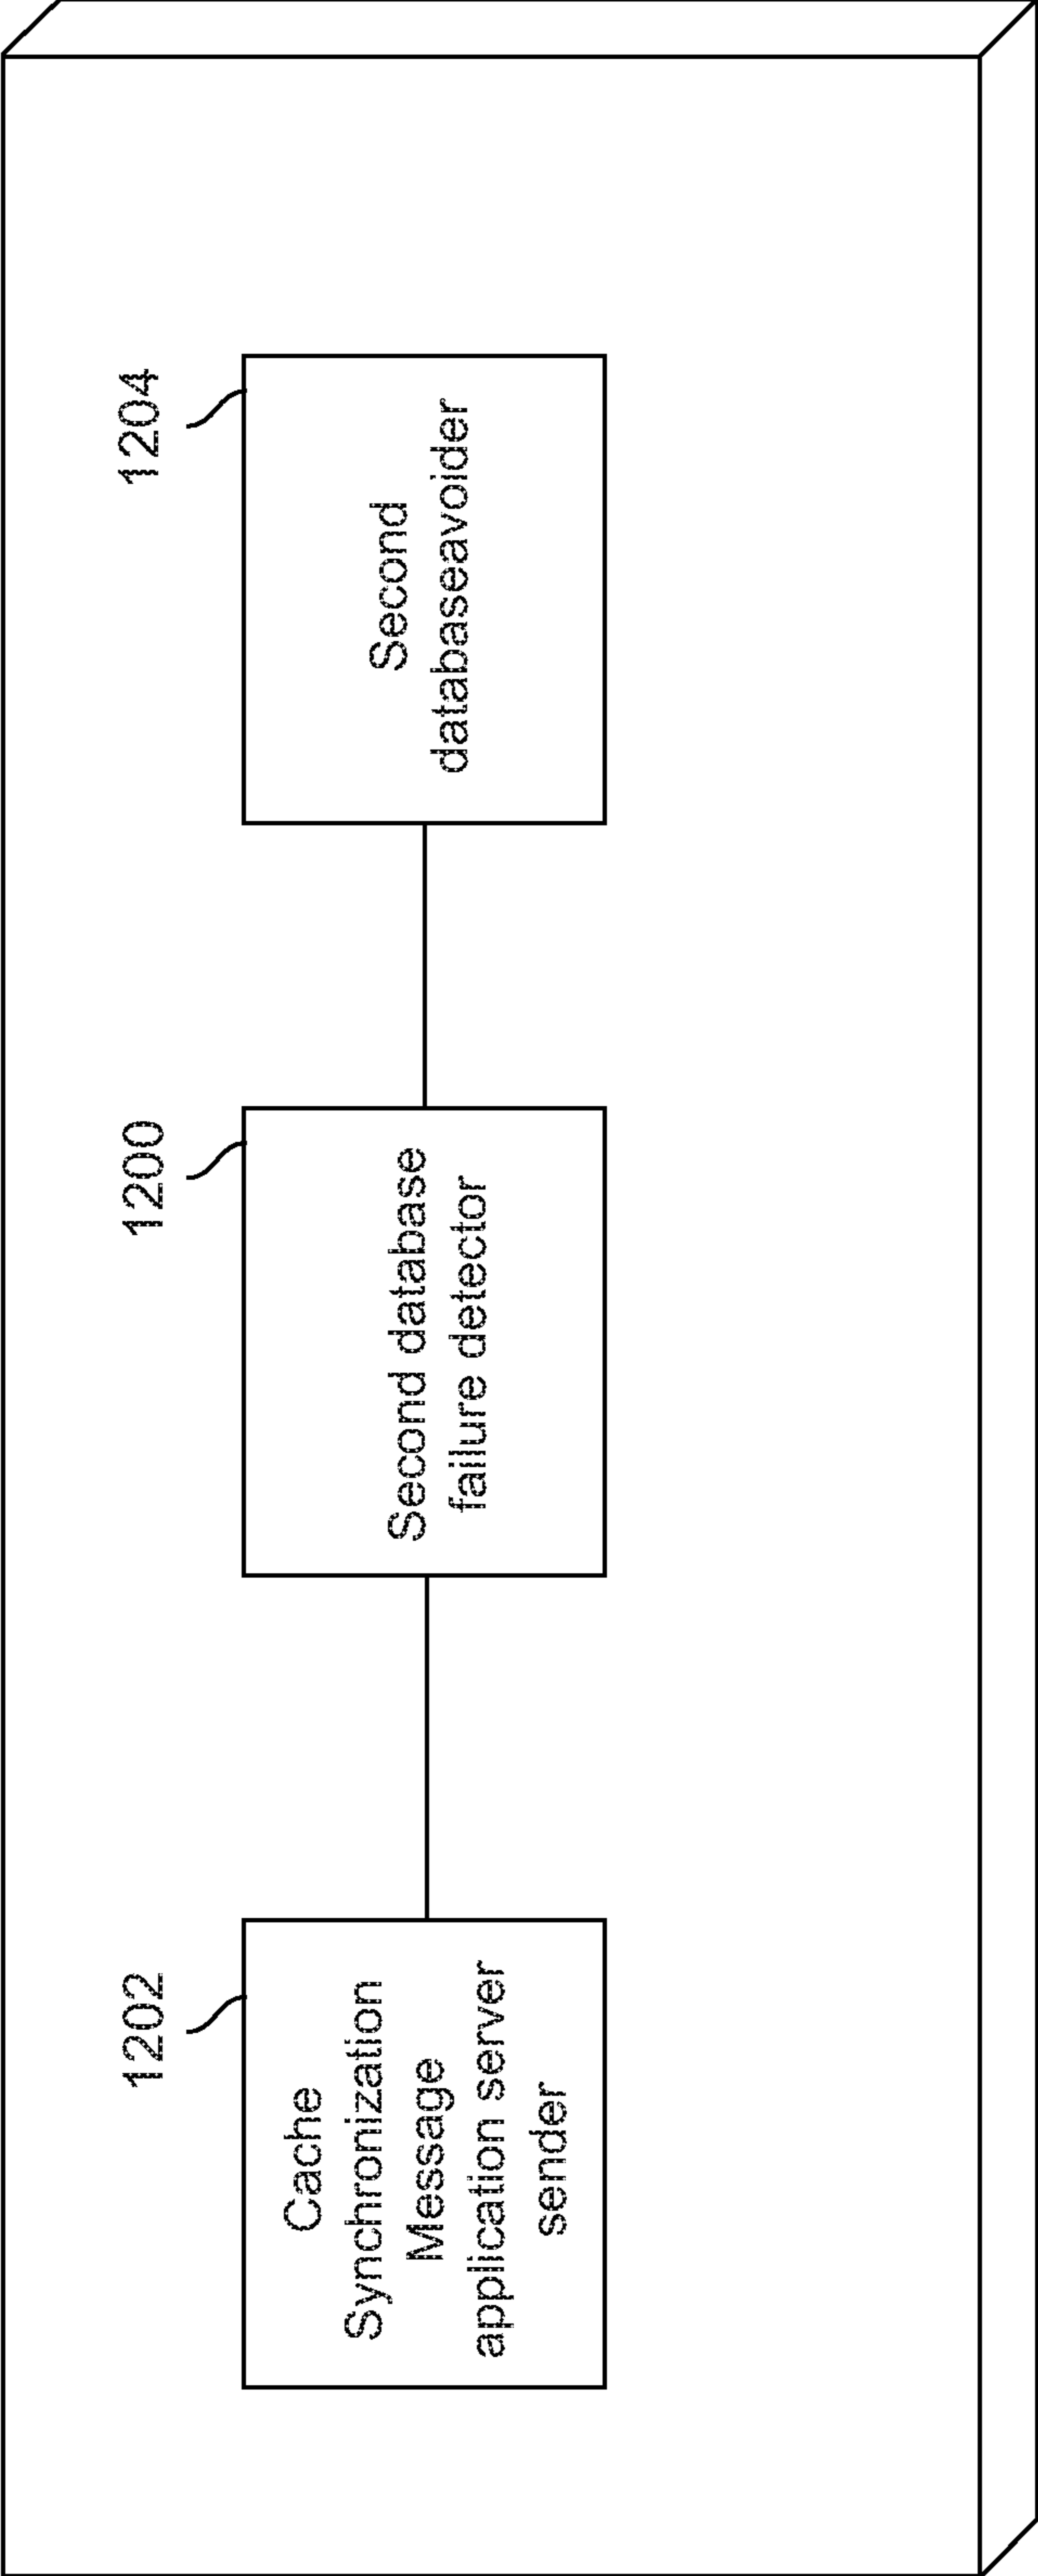 1202
Cache
Synchronization
Message
application server
sender
1200
Second database
failure detector
1204
Second
databaseavoider